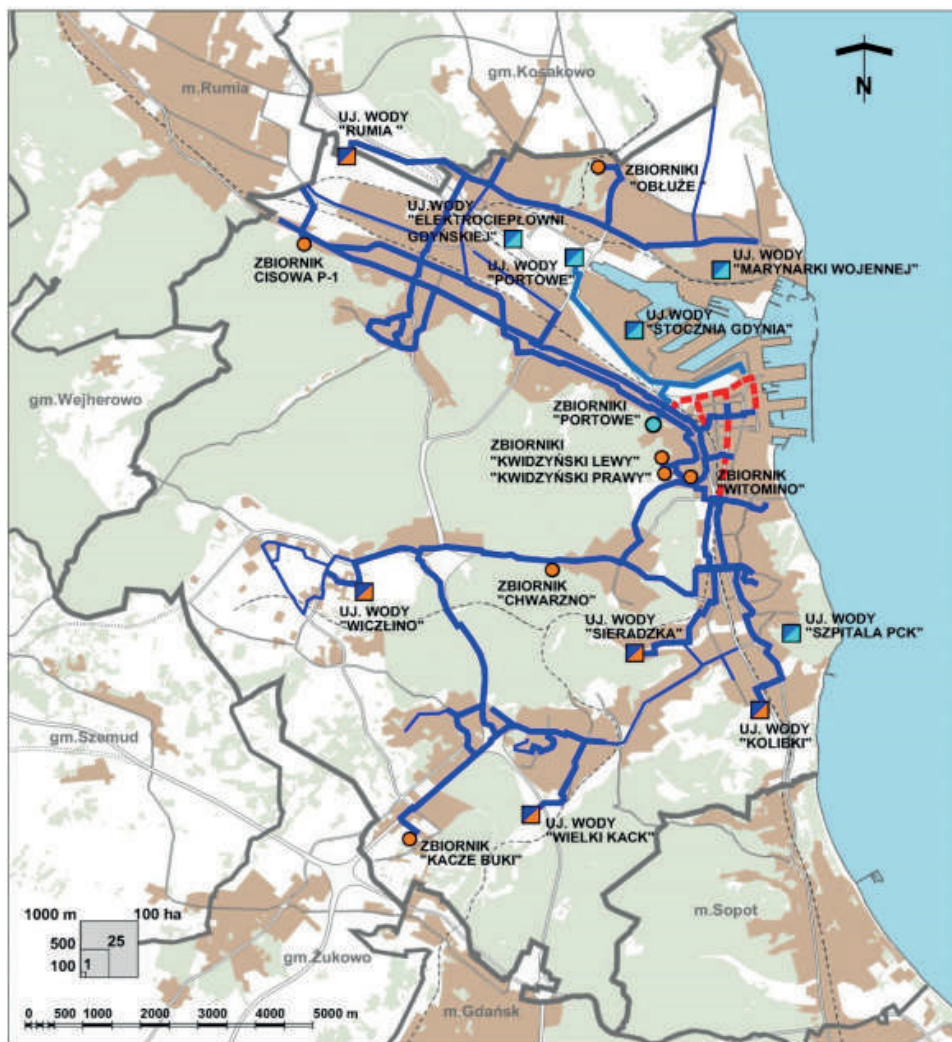 gm.Kosakowo
N
m.Rumia
UJ. WODY
"RUMIA "
ZBIORNIKI
"OBŁUŻE "
UJ.WODY
"ELEKTROCIEPŁOWNI
GDYŃSKIEJ"
ZBIORNIK
CISOWA P-1
UJ. WODY
"PORTOWE"
UJ. WODY
"MARYNARKI WOJENNEJ"
UJ.WODY
"STOCZNIA GDYNIA"
gm.Wejherowo
ZBIORNIKI
"PORTOWE"
ZBIORNIKI
"KWIDZYŃSKI LEWY"
"KWIDZYŃSKI PRAWY"
ZBIORNIK
"WITOMINO"
ZBIORNIK
"CHWARZNO"
UJ. WODY
"WICZŁINO"
UJ. WODY
"SIERADZKA"
UJ. WODY
"SZPITALA PCK"
gm.Szemud
UJ. WODY
"KOLIBKI"
UJ. WODY
"WIELKI KACK"
ZBIORNIK
"KACZE BUKI"
m.Sopot
1000 m
100 ha
500
25
100
1
gm.Żukowo
m.Gdańsk
0
500
1000
2000
3000
4000
5000 m